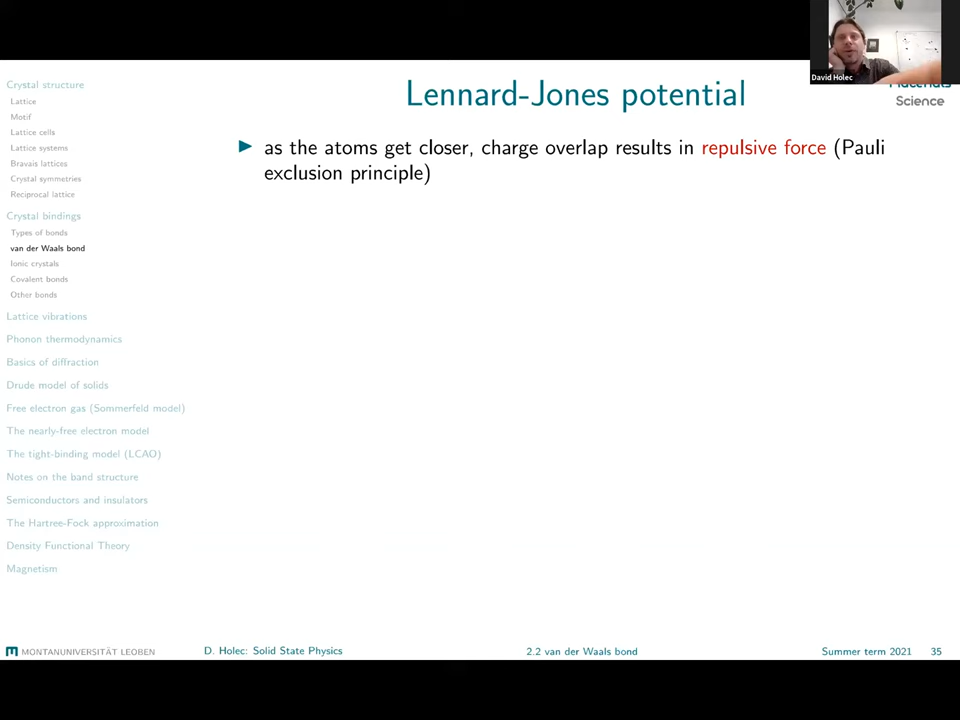 David Holec
Materials
Science
Crystal structure
Lattice
Motif
Lattice cells
Lattice systems
Bravais lattices
Crystal symmetries
Reciprocal lattice
Crystal bindings
Types of bonds
van der Waals bond
Ionic crystals
Covalent bonds
Other bonds
Lattice vibrations
Phonon thermodynamics
Basics of diffraction
Drude model of solids
Free electron gas (Sommerfeld model)
The nearly-free electron model
The tight-binding model (LCAO)
Notes on the band structure
Semiconductors and insulators
The Hartree-Fock approximation
Density Functional Theory
Magnetism
Lennard-Jones potential
▶ as the atoms get closer, charge overlap results in repulsive force (Pauli
exclusion principle)
MONTANUNIVERSITÄT LEOBEN
D. Holec: Solid State Physics
2.2 van der Waals bond
Summer term 2021 35